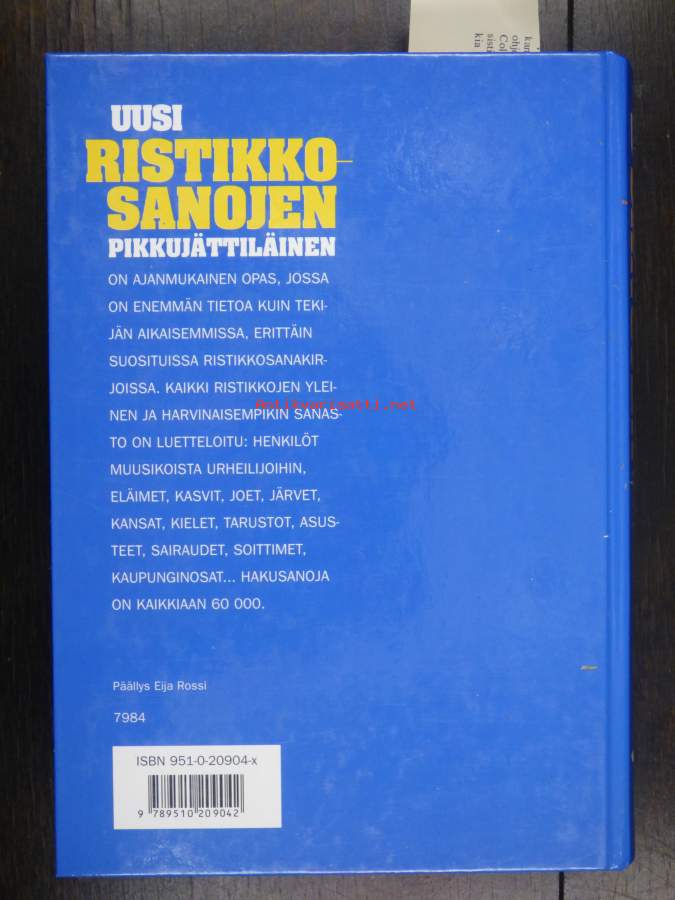 UUSI
RISTIKKO-
SANOJEN
PIKKUJÄTTILÄINEN
ON AJANMUKAINEN OPAS, JOSSA
ON ENEMMÄN TIETOA KUIN TEKI-
JÄN AIKAISEMMISSA, ERITTÄIN
SUOSITUISSA RISTIKKOSANAKIR-
JOISSA. KAIKKI RISTIKKOJEN YLEI-
NEN JA HARVINAISEMPIKIN SANAS-
TO ON LUETTELOITU: HENKILÖT
MUUSIKOISTA URHEILIJOIHIN,
ELÄIMET, KASVIT, JOET, JÄRVET,
KANSAT, KIELET, TARUSTOT, ASUS-
TEET, SAIRAUDET, SOITTIMET,
KAUPUNGINOSAT... HAKUSANOJA
ON KAIKKIAAN 60 000.
Antikvariaatti.net
Päällys Eija Rossi
7984
ISBN 951-0-20904-x
9 789510 209042